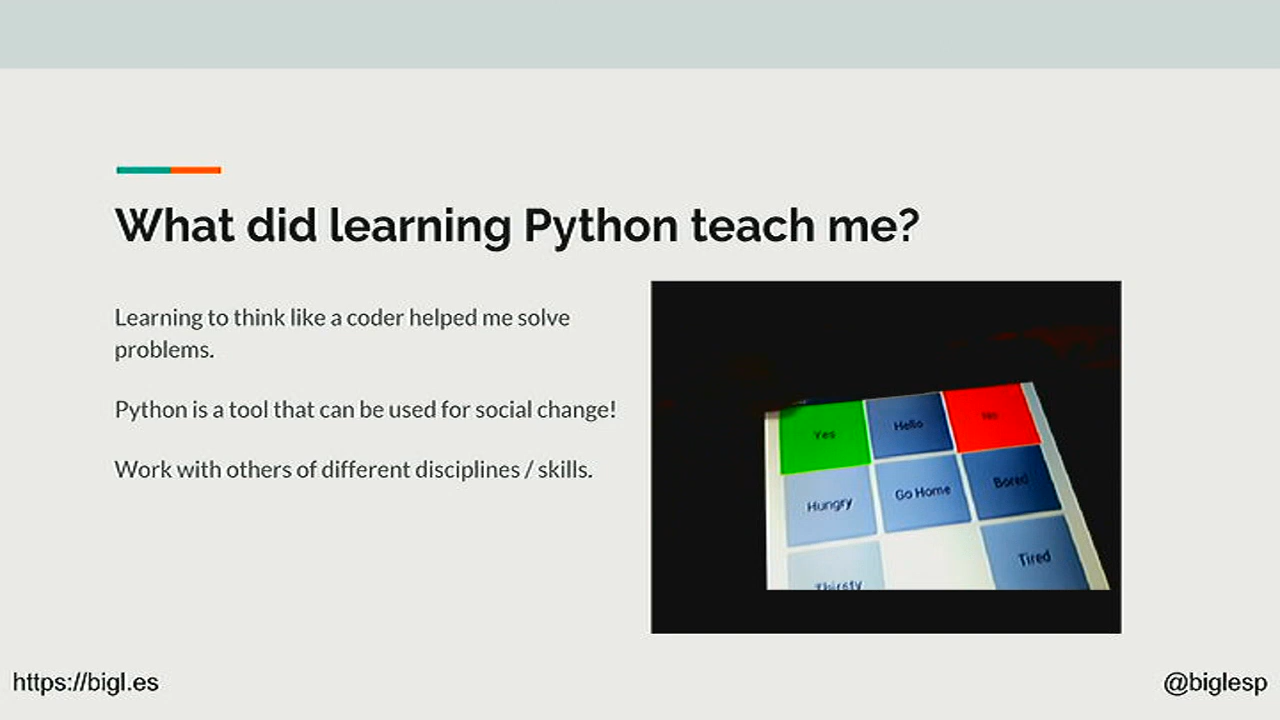 What did learning Python teach me?
Learning to think like a coder helped me solve
problems.
Python is a tool that can be used for social change!
Work with others of different disciplines / skills.
Yes
Hello
No
Hungry
Go Home
Bored
Thirsty
Tired
https://bigl.es
@biglesp